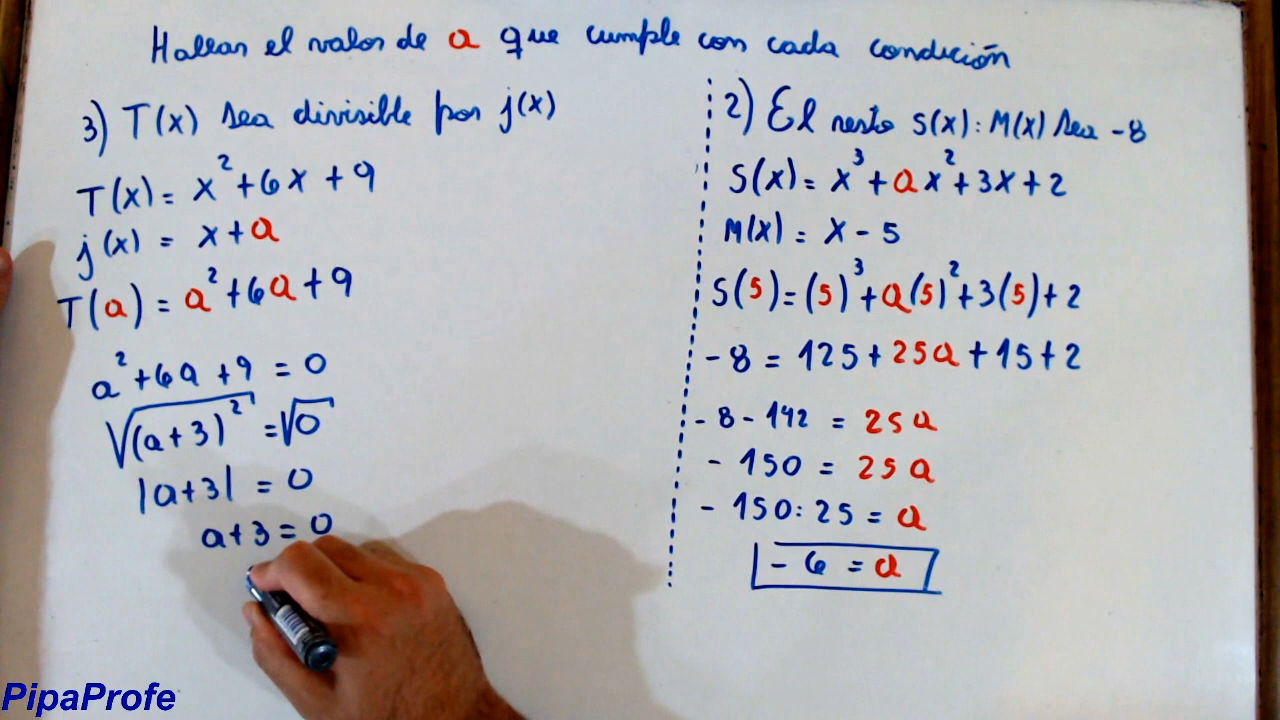 Hallar el valor de a que cumple con cada condición
3) T(x) sea divisible por j(x)
T(x) = x² + 6x + 9
j(x) = x + a
T(a) = a² + 6a + 9
a² + 6a + 9 = 0
√(a + 3)² = √0
|a + 3| = 0
a + 3 = 0
2) El resto S(x) : M(x) sea -8
S(x) = x³ + ax² + 3x + 2
M(x) = x - 5
S(5) = (5)³ + a(5)² + 3(5) + 2
- 8 = 125 + 25a + 15 + 2
- 8 - 142 = 25a
- 150 = 25a
- 150 : 25 = a
- 6 = a
PipaProfe